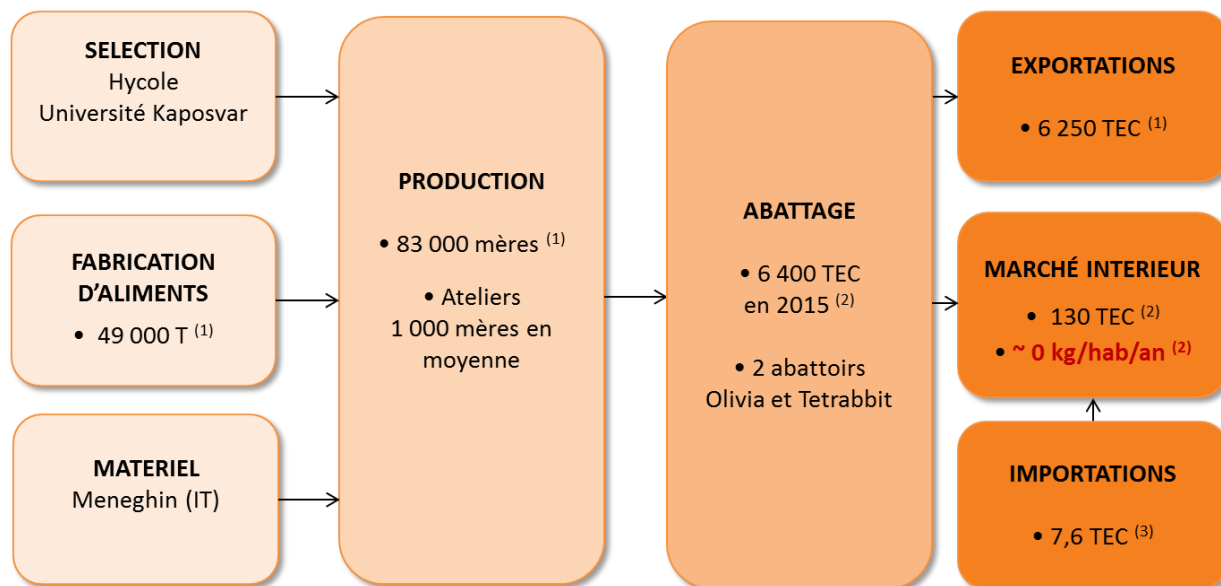 SELECTION
Hycole
Université Kaposvar
FABRICATION
D'ALIMENTS
• 49 000 T (1)
MATERIEL
Meneghin (IT)
PRODUCTION
• 83 000 mères (1)
• Ateliers
1 000 mères en
moyenne
ABATTAGE
• 6 400 TEC
en 2015 (2)
• 2 abattoirs
Olivia et Tetrabbit
EXPORTATIONS
• 6 250 TEC (1)
MARCHÉ INTERIEUR
• 130 TEC (2)
• ~ 0 kg/hab/an (2)
IMPORTATIONS
• 7,6 TEC (3)